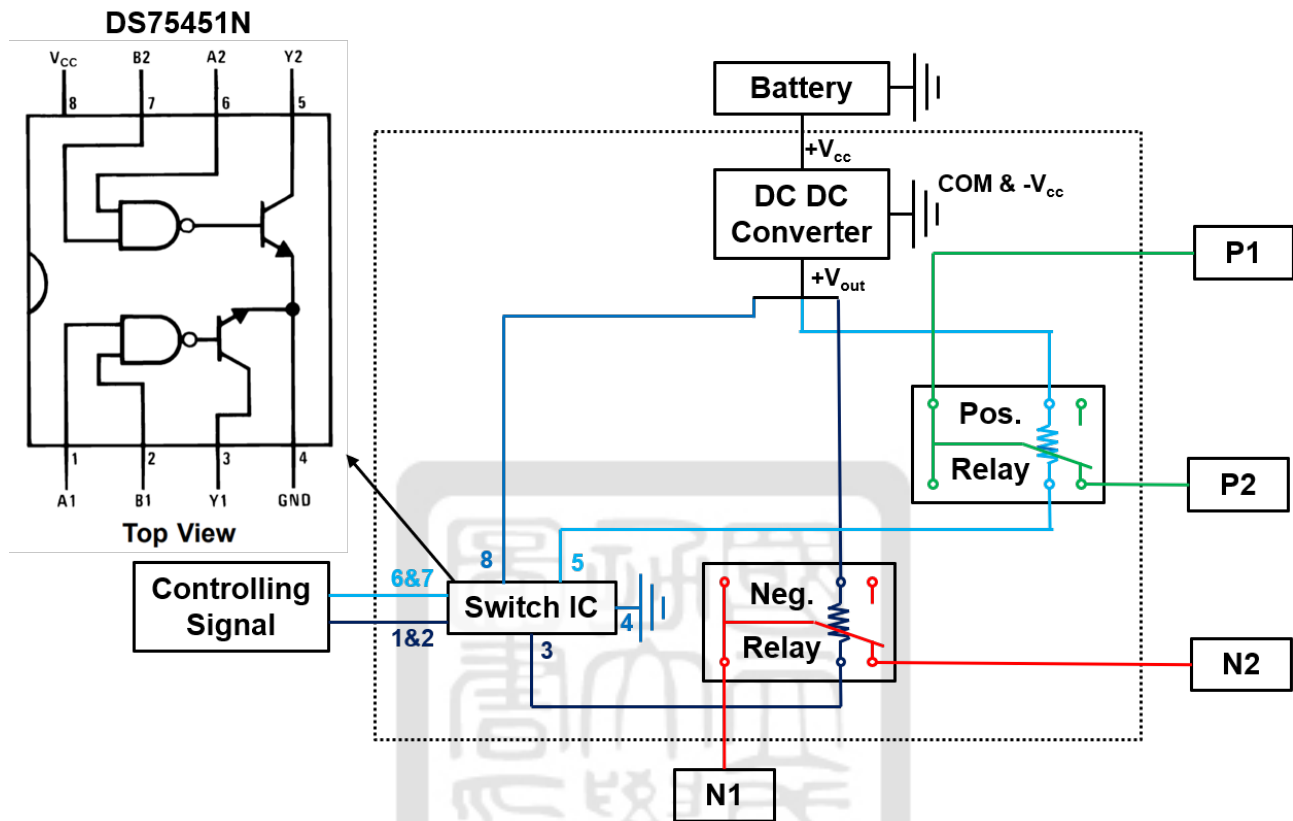 DS75451N
VCC B2 A2 Y2
8 7 6 5
1 2 3 4
A1 B1 Y1 GND
Top View
Battery
+Vcc
DC DC
Converter
COM & -Vcc
+Vout
P1
Pos.
Relay
P2
Controlling
Signal
6&7
1&2
8
5
Switch IC
4
3
Neg.
Relay
N2
N1